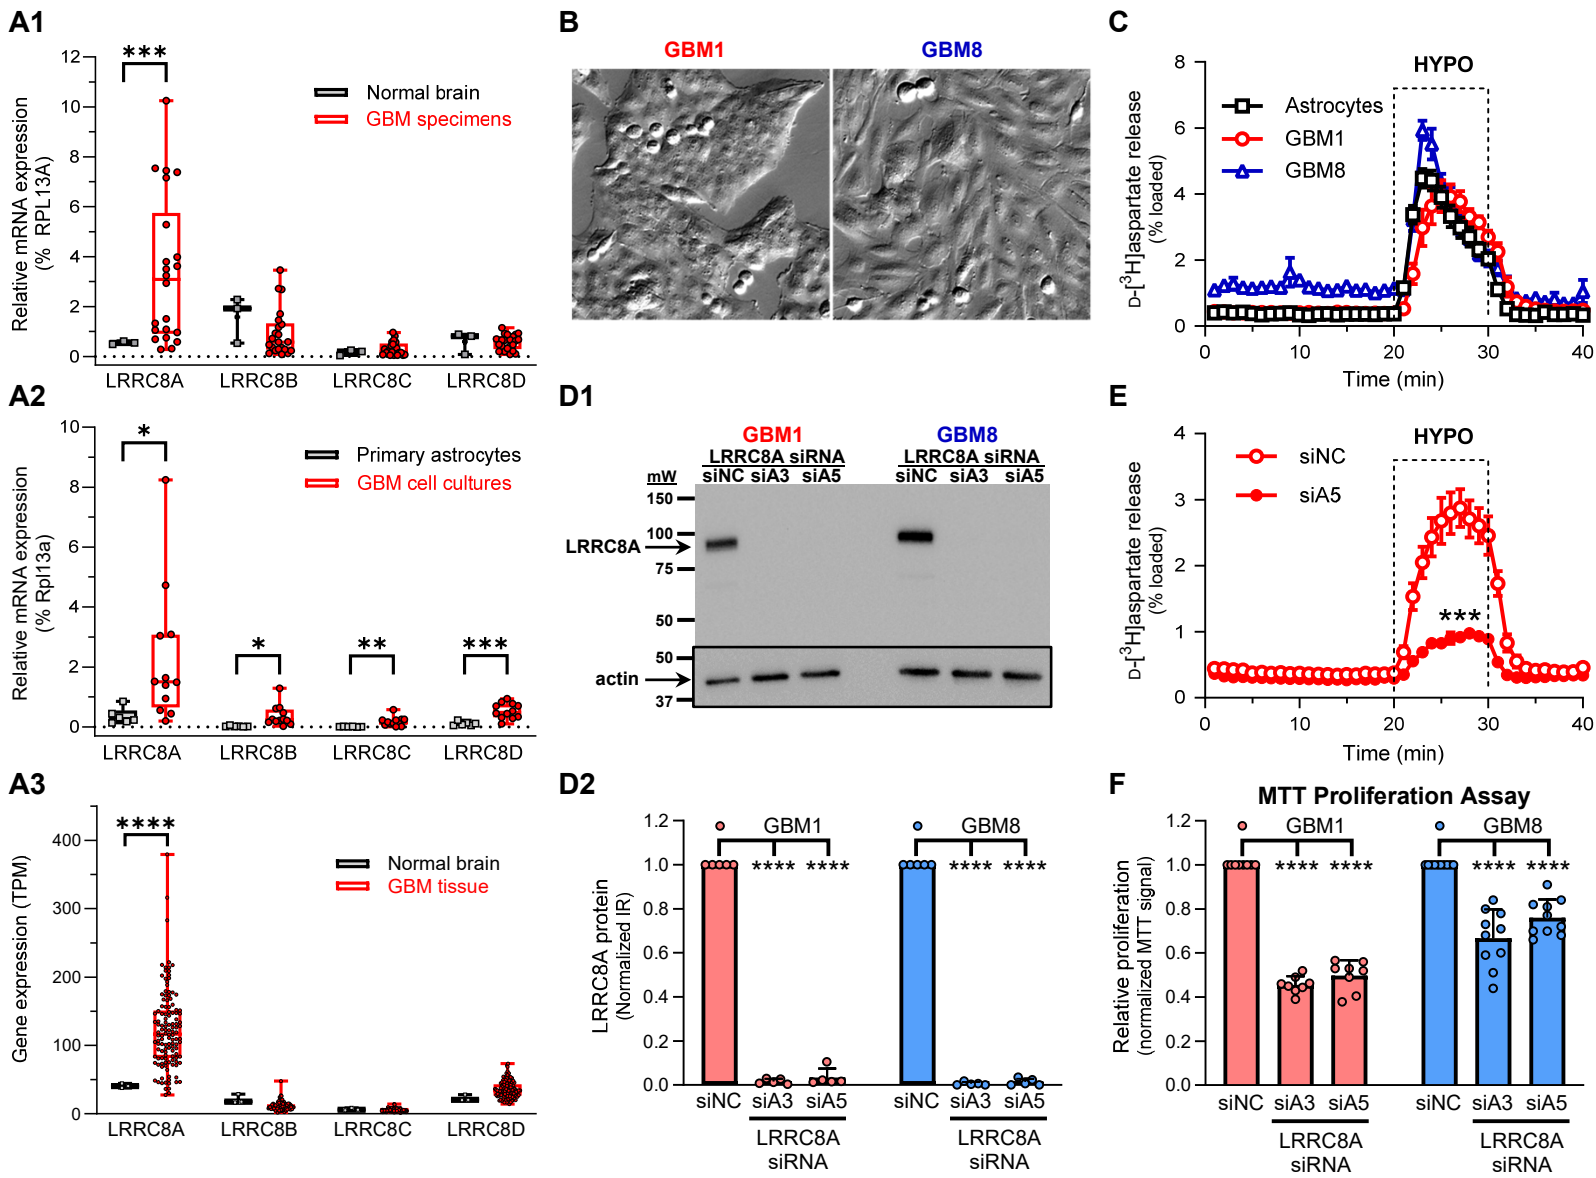 A1
Relative mRNA expression
(% RPL13A)
12
10
8
6
4
2
0
***
Normal brain
GBM specimens
LRRC8A
LRRC8B
LRRC8C
LRRC8D
A2
Relative mRNA expression
(% Rpl13a)
10
8
6
4
2
0
*
*
**
***
Primary astrocytes
GBM cell cultures
LRRC8A
LRRC8B
LRRC8C
LRRC8D
A3
Gene expression (TPM)
400
300
200
100
0
****
Normal brain
GBM tissue
LRRC8A
LRRC8B
LRRC8C
LRRC8D
B
GBM1
GBM8
C
D-[³H]aspartate release
(% loaded)
8
6
4
2
0
HYPO
Astrocytes
GBM1
GBM8
0
10
20
30
40
Time (min)
D1
GBM1
GBM8
LRRC8A siRNA
LRRC8A siRNA
mW
siNC
siA3
siA5
siNC
siA3
siA5
150
100
LRRC8A
75
50
50
actin
37
E
D-[³H]aspartate release
(% loaded)
4
3
2
1
0
HYPO
siNC
siA5
***
0
10
20
30
40
Time (min)
D2
LRRC8A protein
(Normalized IR)
1.2
1.0
0.8
0.6
0.4
0.2
0.0
GBM1
GBM8
****
****
****
****
siNC
siA3
siA5
siNC
siA3
siA5
LRRC8A
siRNA
LRRC8A
siRNA
F
MTT Proliferation Assay
Relative proliferation
(normalized MTT signal)
1.2
1.0
0.8
0.6
0.4
0.2
0.0
GBM1
GBM8
****
****
****
****
siNC
siA3
siA5
siNC
siA3
siA5
LRRC8A
siRNA
LRRC8A
siRNA